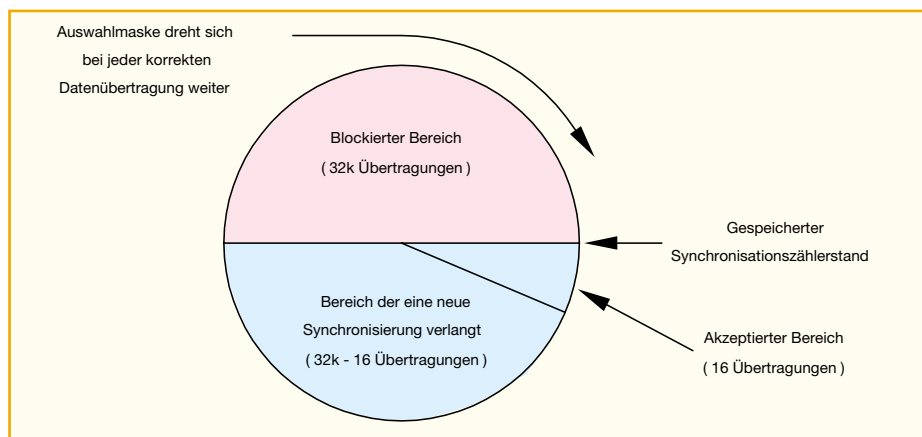 Auswahlmaske dreht sich
bei jeder korrekten
Datenübertragung weiter
Blockierter Bereich
( 32k Übertragungen )
Gespeicherter
Synchronisationszählerstand
Bereich der eine neue
Synchronisierung verlangt
( 32k - 16 Übertragungen )
Akzeptierter Bereich
( 16 Übertragungen )